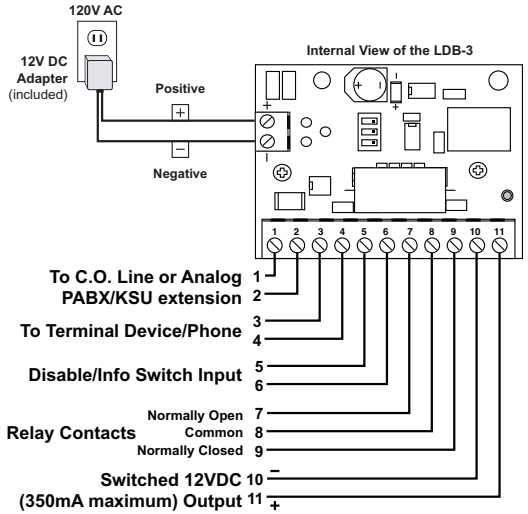 120V AC
12V DC
Adapter
(included)
Positive
+
−
Negative
Internal View of the LDB-3
+ −
− +
+
−
1 2 3 4 5 6 7 8 9 10 11
To C.O. Line or Analog 1
PABX/KSU extension 2
To Terminal Device/Phone 3
4
Disable/Info Switch Input 5
6
Relay Contacts
Normally Open 7
Common 8
Normally Closed 9
Switched 12VDC 10 −
(350mA maximum) Output 11 +